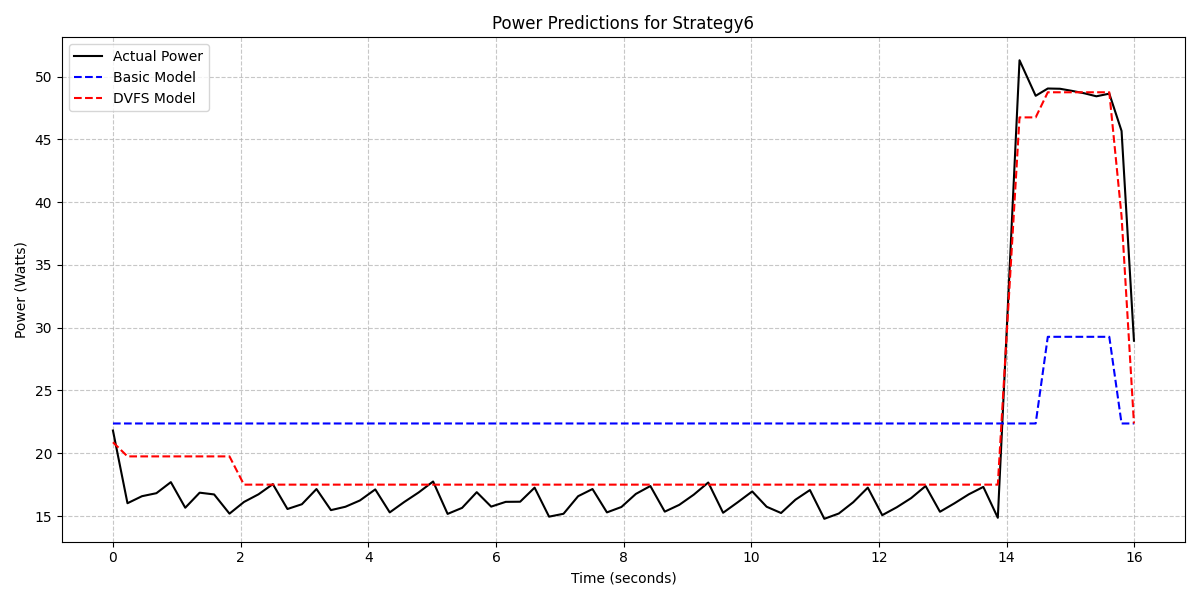 Power Predictions for Strategy6
Actual Power
Basic Model
DVFS Model
Power (Watts)
50
45
40
35
30
25
20
15
0 2 4 6 8 10 12 14 16
Time (seconds)